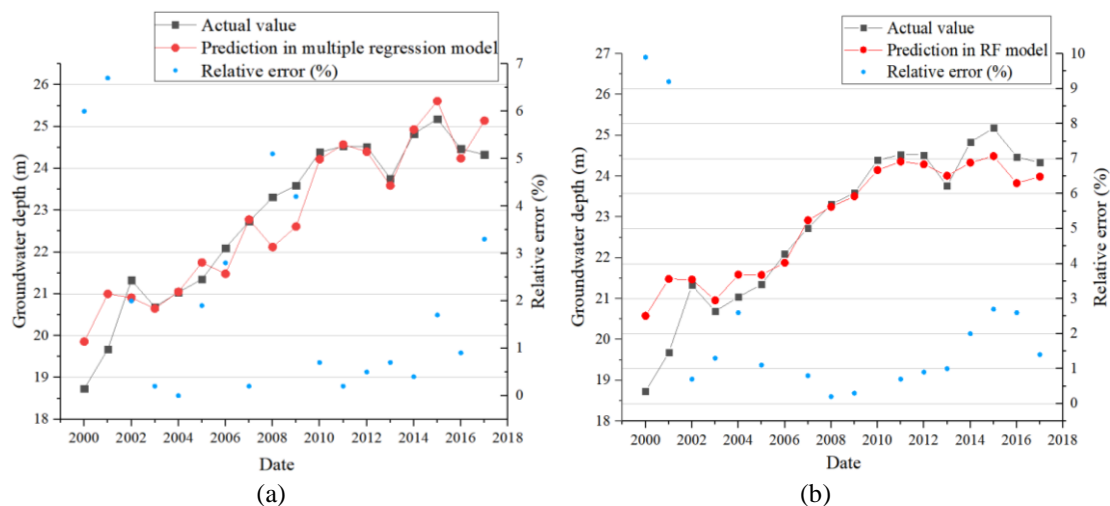 Actual value
Prediction in multiple regression model
Relative error (%)
26
25
24
23
22
21
20
19
18
Groundwater depth (m)
7
6
5
4
3
2
1
0
Relative error (%)
2000 2002 2004 2006 2008 2010 2012 2014 2016 2018
Date
(a)
Actual value
Prediction in RF model
Relative error (%)
27
26
25
24
23
22
21
20
19
18
Groundwater depth (m)
10
9
8
7
6
5
4
3
2
1
0
Relative error (%)
2000 2002 2004 2006 2008 2010 2012 2014 2016 2018
Date
(b)